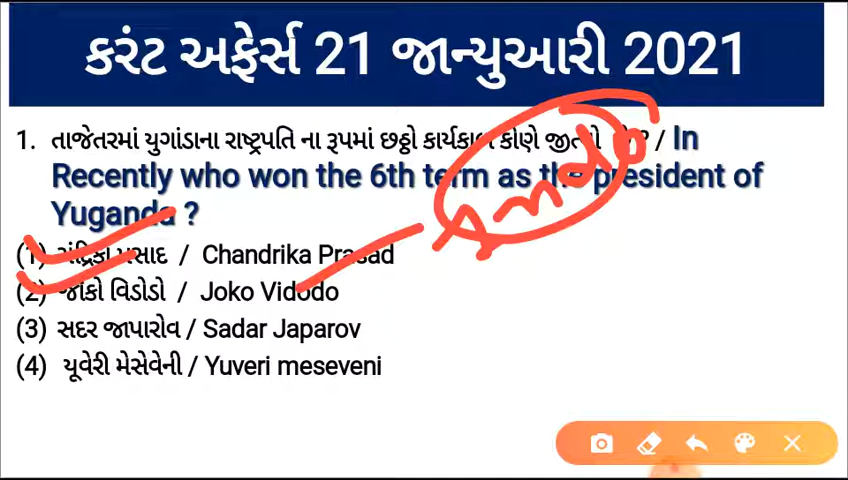 કરંટ અફેર્સ 21 જાન્યુઆરી 2021
1. તાજેતરમાં યુગાંડાના રાષ્ટ્રપતિ ના રૂપમાં છઠ્ઠો કાર્યકાળ કોણે જીત્યો ? / In
Recently who won the 6th term as the president of
Yuganda ?
(1) ચંદ્રિકા પ્રસાદ / Chandrika Prasad
(2) જોકો વિડોડો / Joko Vidodo
(3) સદર જાપારોવ / Sadar Japarov
(4) યૂવેરી મેસેવેની / Yuveri meseveni